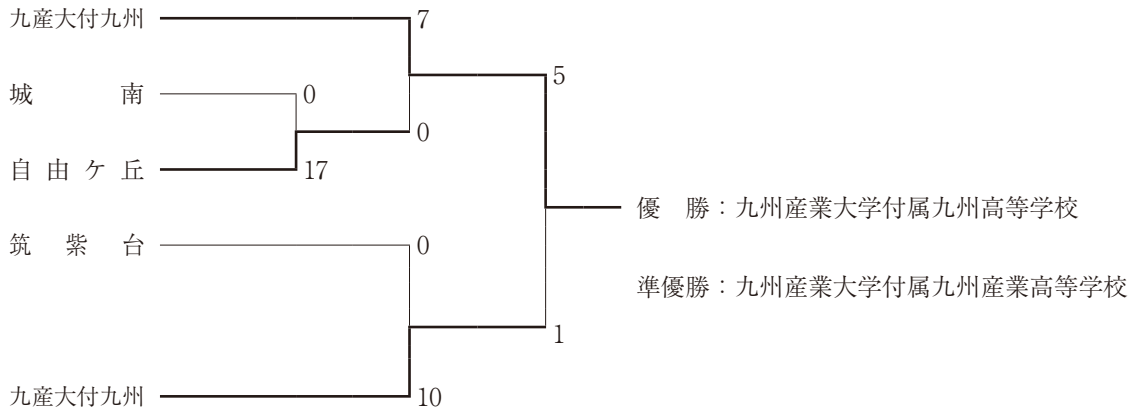 九産大付九州
7
城南
0
5
0
自由ケ丘
17
優勝：九州産業大学付属九州高等学校
筑紫台
0
準優勝：九州産業大学付属九州産業高等学校
1
九産大付九州
10